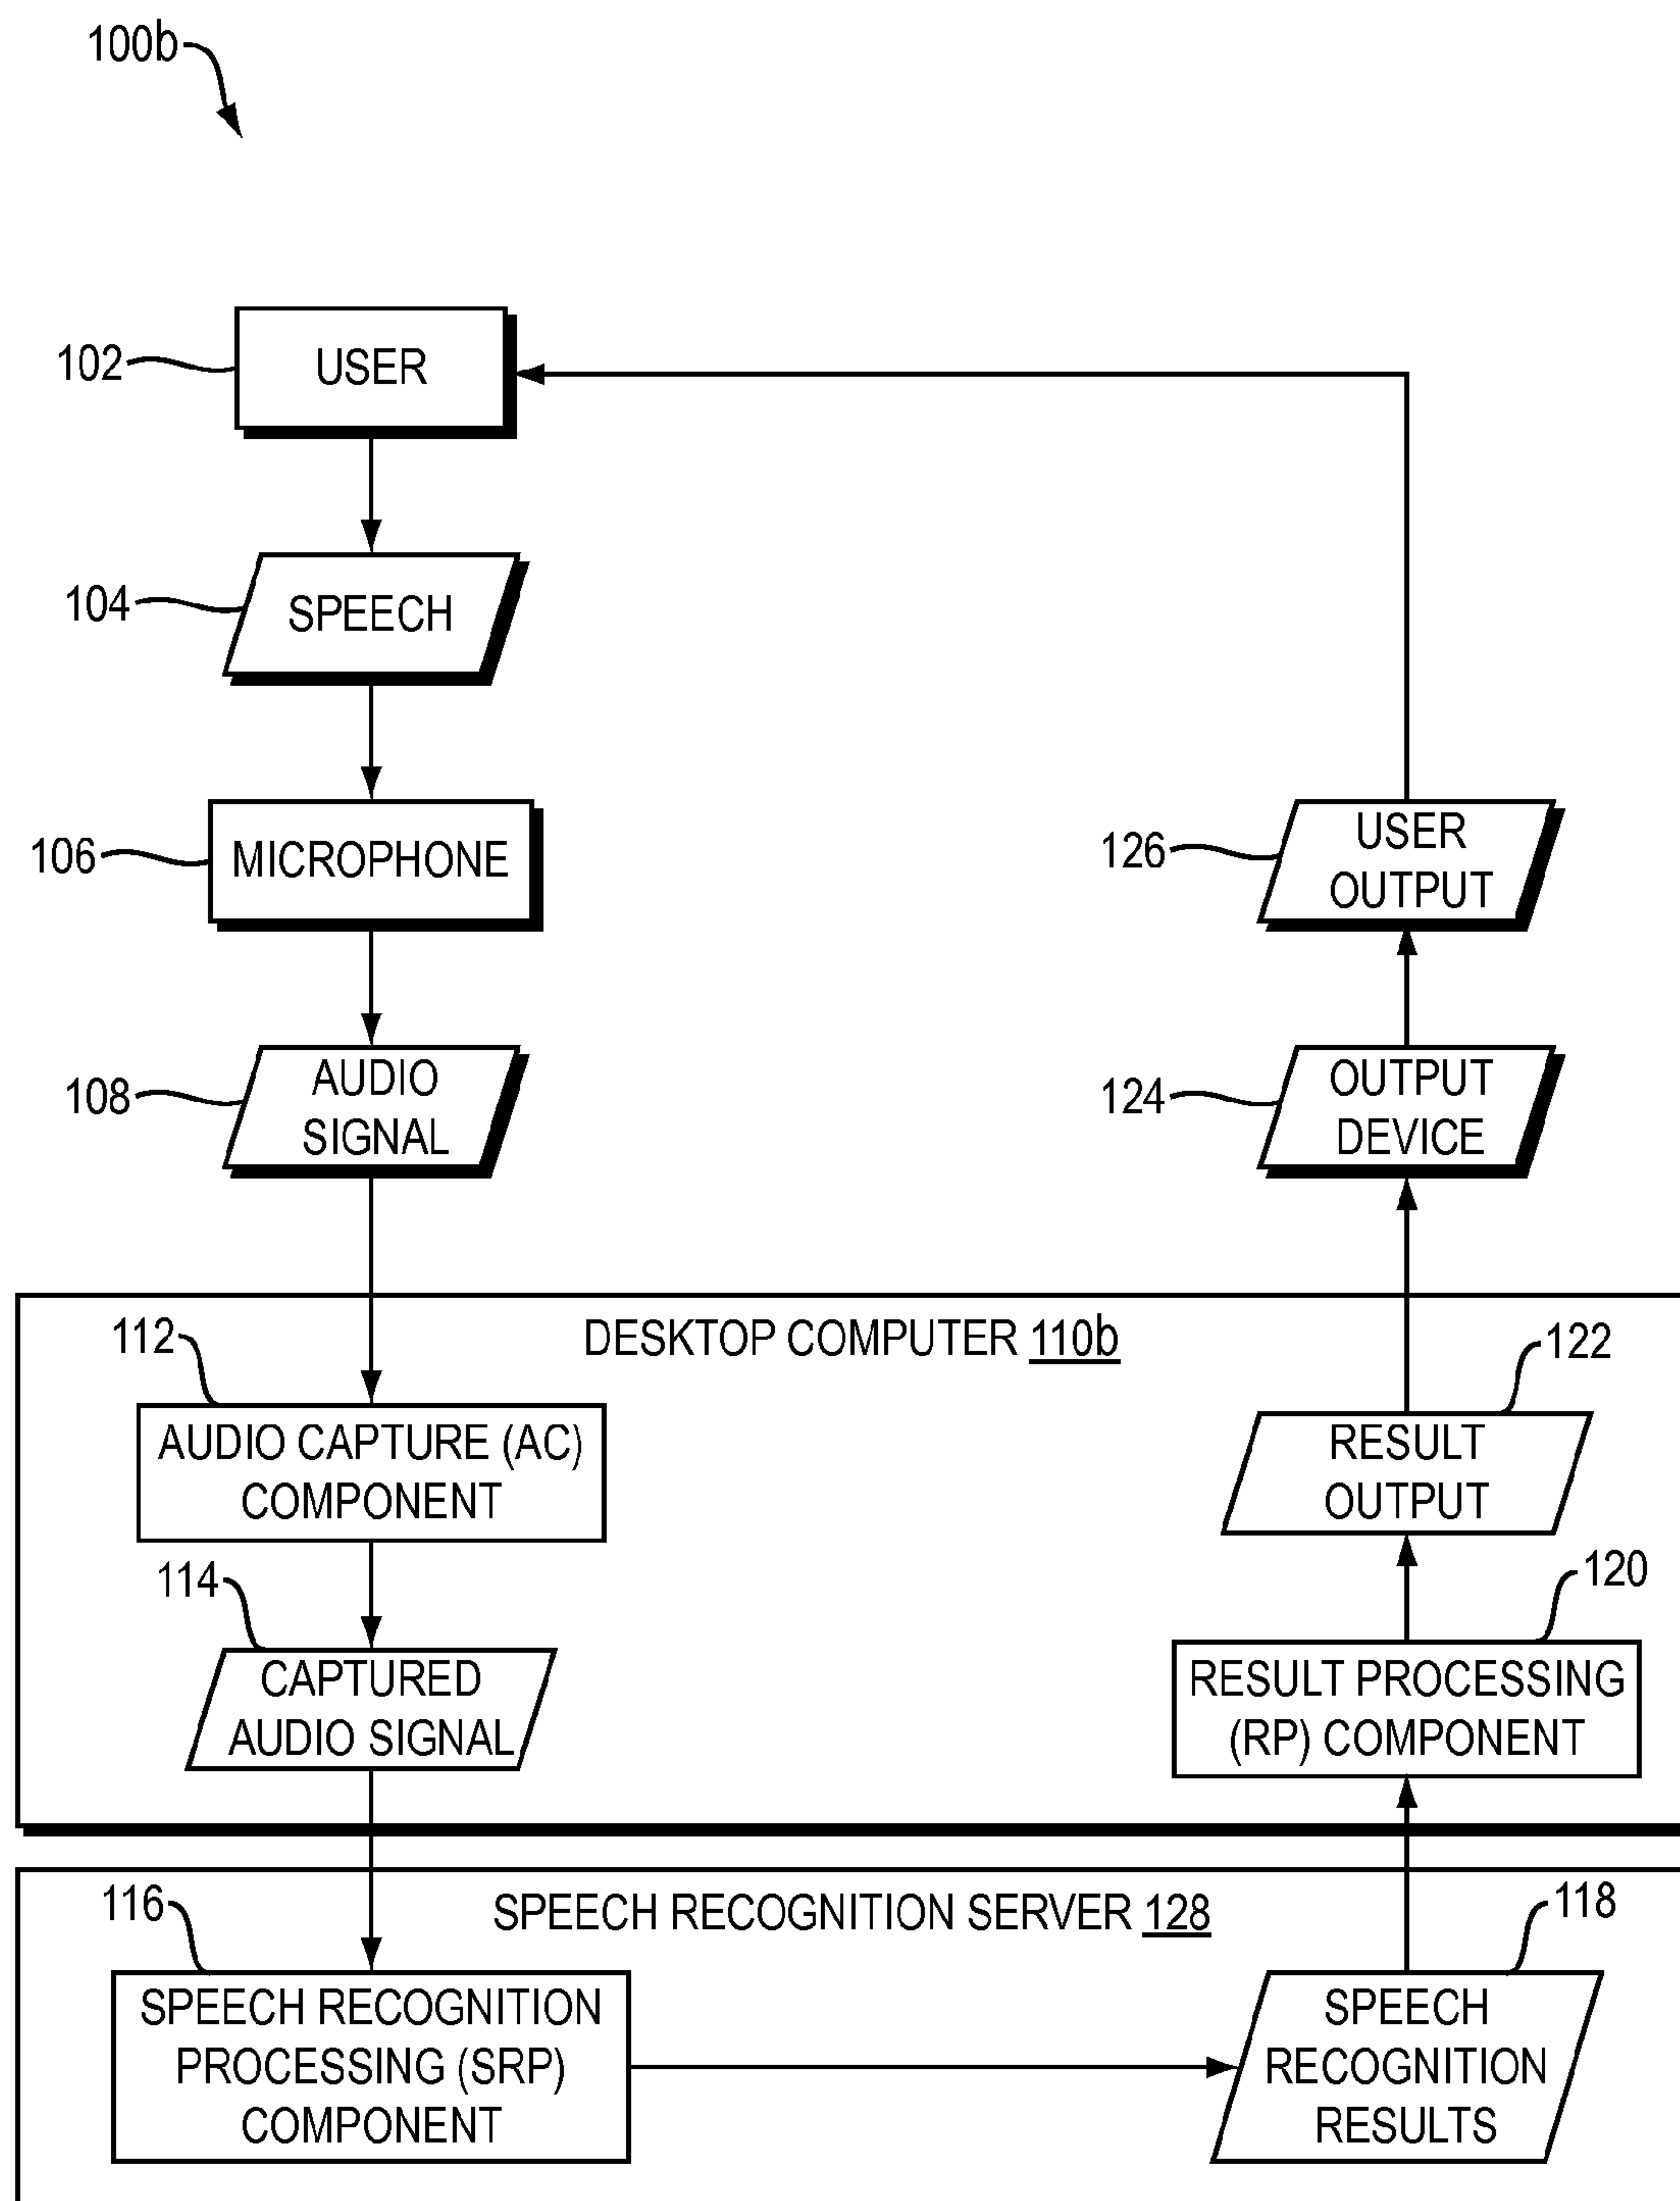 100b
102
USER
104
SPEECH
106
MICROPHONE
126
USER
OUTPUT
108
AUDIO
SIGNAL
124
OUTPUT
DEVICE
DESKTOP COMPUTER 110b
112
AUDIO CAPTURE (AC)
COMPONENT
122
RESULT
OUTPUT
114
CAPTURED
AUDIO SIGNAL
120
RESULT PROCESSING
(RP) COMPONENT
SPEECH RECOGNITION SERVER 128
116
SPEECH RECOGNITION
PROCESSING (SRP)
COMPONENT
118
SPEECH
RECOGNITION
RESULTS